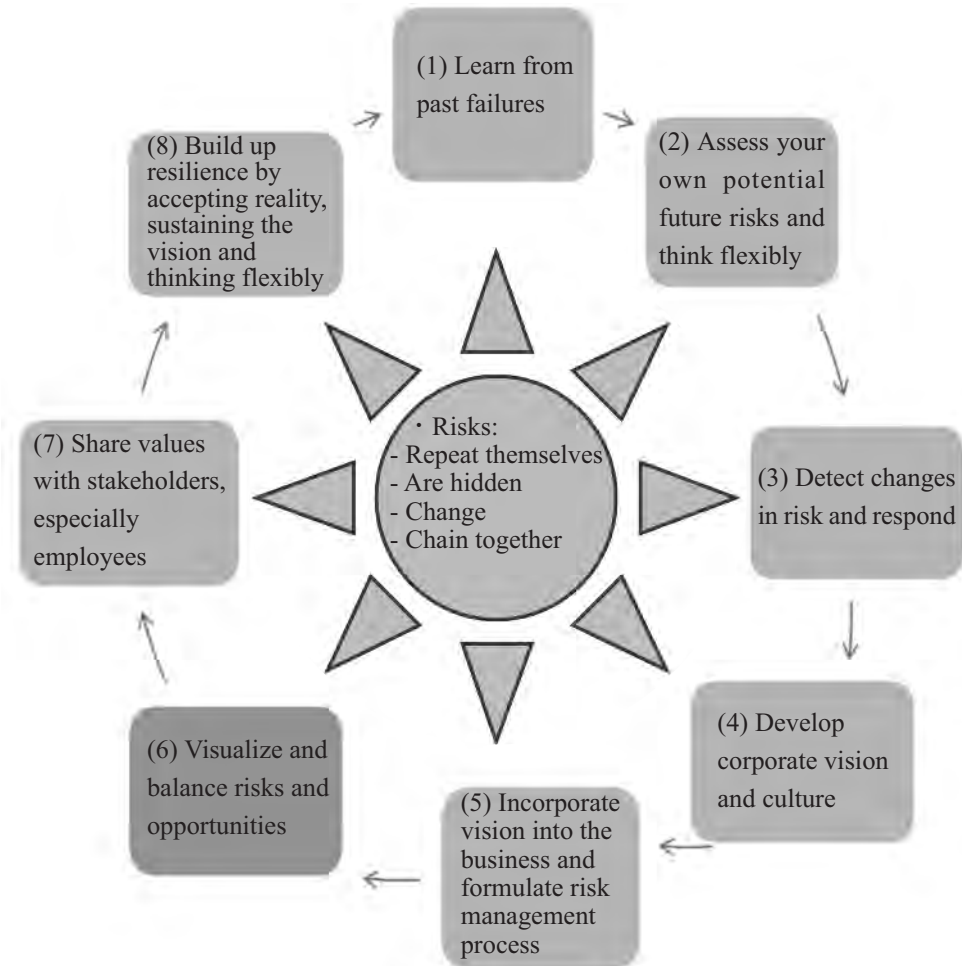 (1) Learn from
past failures
(2) Assess your
own potential
future risks and
think flexibly
(3) Detect changes
in risk and respond
(4) Develop
corporate vision
and culture
(5) Incorporate
vision into the
business and
formulate risk
management
process
(6) Visualize and
balance risks and
opportunities
(7) Share values
with stakeholders,
especially
employees
(8) Build up
resilience by
accepting reality,
sustaining the
vision and
thinking flexibly
・ Risks:
- Repeat themselves
- Are hidden
- Change
- Chain together